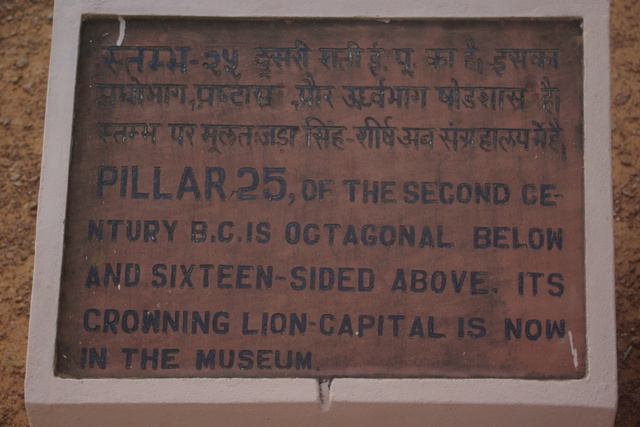 स्तम्भ-२५ दूसरी शती ई. पू. का है, इसका
अधोभाग अष्टास्र और ऊर्ध्वभाग षोडशास्र है।
स्तम्भ पर मूलतः जड़ा सिंह-शीर्ष अब संग्रहालय में है,
PILLAR 25, OF THE SECOND CE-
NTURY B.C. IS OCTAGONAL BELOW
AND SIXTEEN-SIDED ABOVE. ITS
CROWNING LION-CAPITAL IS NOW
IN THE MUSEUM.